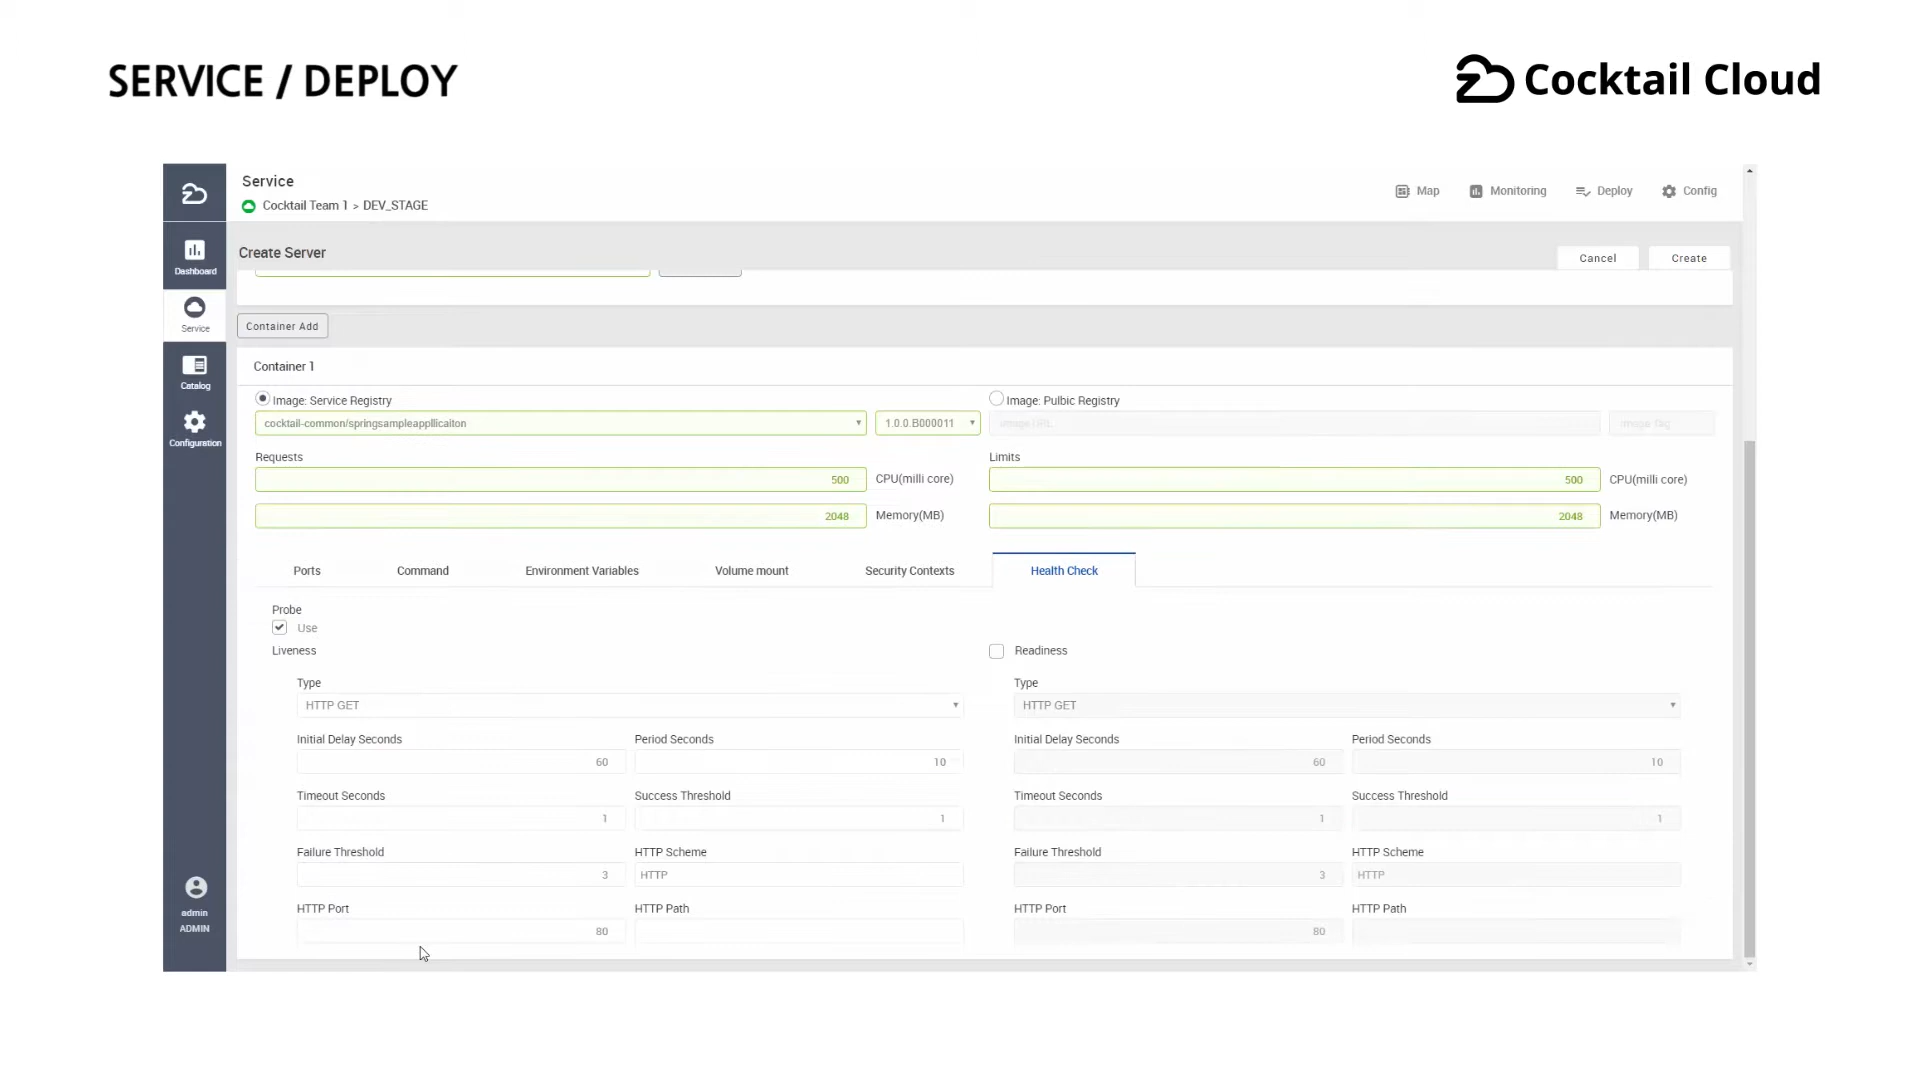 SERVICE / DEPLOY
Cocktail Cloud
Service
Cocktail Team 1 > DEV_STAGE
Map
Monitoring
Deploy
Config
Dashboard
Service
Catalog
Configuration
admin
ADMIN
Create Server
Cancel
Create
Container Add
Container 1
Image: Service Registry
Image: Pulbic Registry
cocktail-common/springsampleappllicaiton
1.0.0.B000011
Image URL
Image Tag
Requests
Limits
500 CPU(milli core)
500 CPU(milli core)
2048 Memory(MB)
2048 Memory(MB)
Ports
Command
Environment Variables
Volume mount
Security Contexts
Health Check
Probe
Use
Liveness
Type
HTTP GET
Initial Delay Seconds
Period Seconds
60
10
Timeout Seconds
Success Threshold
1
1
Failure Threshold
HTTP Scheme
3
HTTP
HTTP Port
HTTP Path
80
Readiness
Type
HTTP GET
Initial Delay Seconds
Period Seconds
60
10
Timeout Seconds
Success Threshold
1
1
Failure Threshold
HTTP Scheme
3
HTTP
HTTP Port
HTTP Path
80